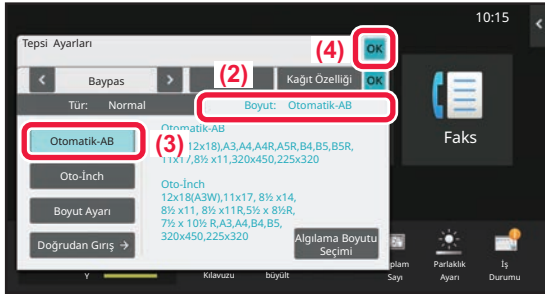 10:15
Tepsi Ayarları
(4)
OK
Baypas
(2)
Kağıt Özelliği
OK
Tür: Normal
Boyut: Otomatik-AB
Otomatik-AB
(3)
Otomatik-AB
12x18),A3,A4,A4R,A5R,B4,B5,B5R,
11x17,8½ x11,320x450,225x320
Oto-İnch
Oto-İnch
12x18(A3W),11x17, 8½ x14,
8½ x11, 8½ x11R,5½ x 8½R,
7½ x 10½ R,A3,A4,B4,B5,
320x450,225x320
Boyut Ayarı
Doğrudan Giriş →
Algılama Boyutu
Seçimi
Faks
Y
Kılavuzu
büyült
plam
Sayı
Parlaklık
Ayarı
İş
Durumu